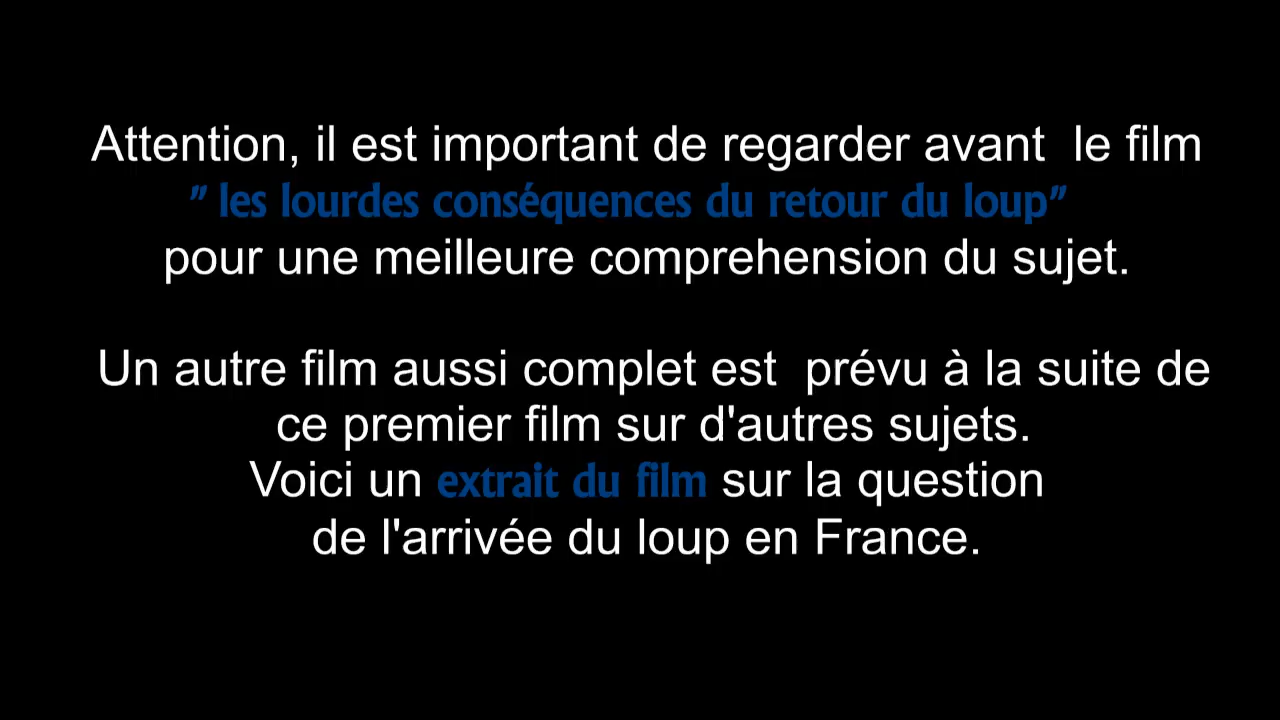 Attention, il est important de regarder avant  le film
" les lourdes conséquences du retour du loup"
pour une meilleure comprehension du sujet.
Un autre film aussi complet est  prévu à la suite de
ce premier film sur d'autres sujets.
Voici un extrait du film sur la question
de l'arrivée du loup en France.